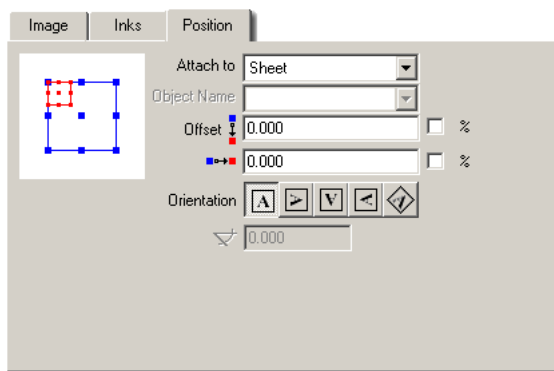 Image Inks Position
Attach to Sheet
Object Name
Offset 0.000 %
0.000 %
Orientation A A A A A
0.000